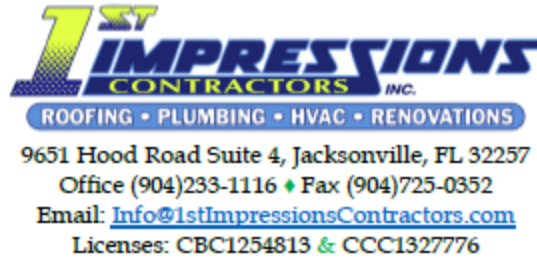 1ST
IMPRESSIONS
CONTRACTORS INC.
ROOFING • PLUMBING • HVAC • RENOVATIONS
9651 Hood Road Suite 4, Jacksonville, FL 32257
Office (904)233-1116 ♦ Fax (904)725-0352
Email: Info@1stImpressionsContractors.com
Licenses: CBC1254813 & CCC1327776